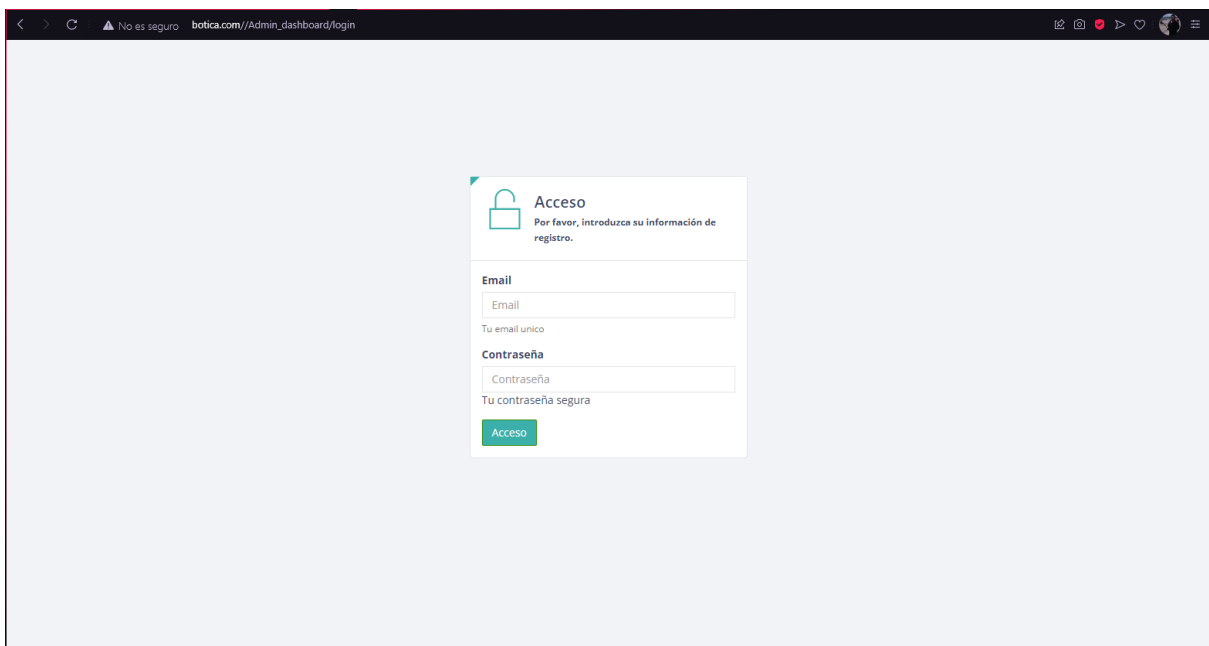 No es seguro botica.com//Admin_dashboard/login
Acceso
Por favor, introduzca su información de
registro.
Email
Email
Tu email unico
Contraseña
Contraseña
Tu contraseña segura
Acceso